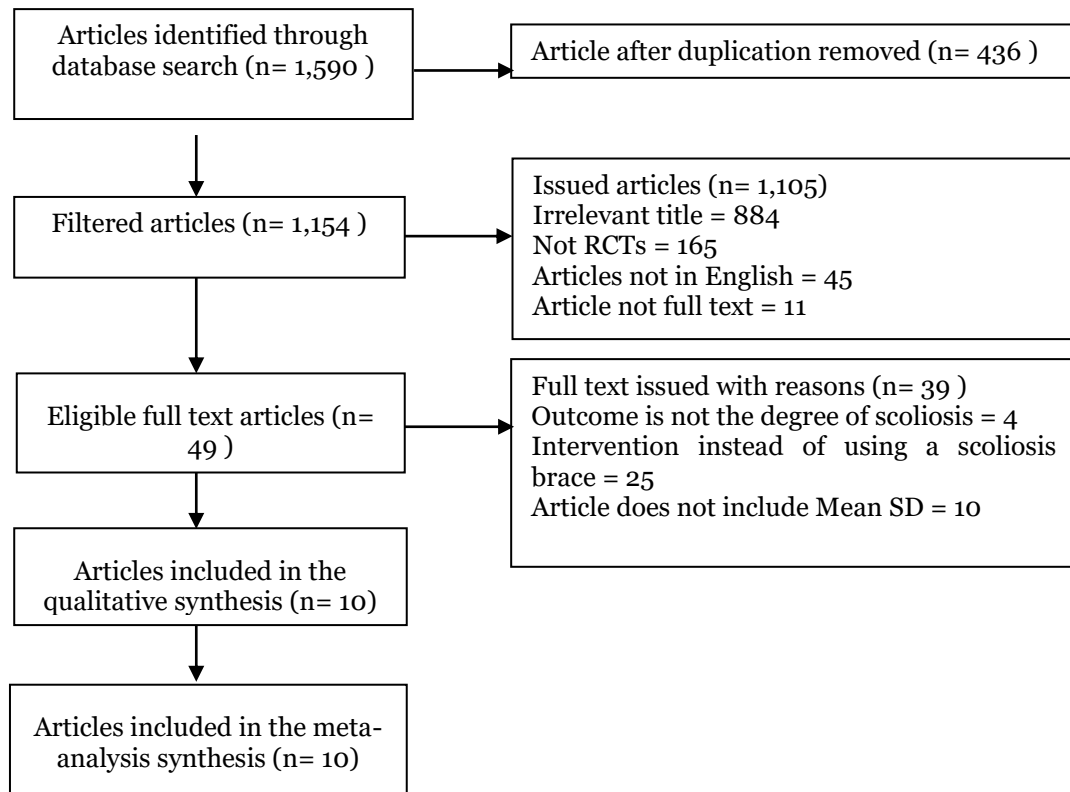 Articles identified through
database search (n= 1,590 )
Article after duplication removed (n= 436 )
Filtered articles (n= 1,154 )
Issued articles (n= 1,105)
Irrelevant title = 884
Not RCTs = 165
Articles not in English = 45
Article not full text = 11
Eligible full text articles (n=
49 )
Full text issued with reasons (n= 39 )
Outcome is not the degree of scoliosis = 4
Intervention instead of using a scoliosis
brace = 25
Article does not include Mean SD = 10
Articles included in the
qualitative synthesis (n= 10)
Articles included in the meta-
analysis synthesis (n= 10)